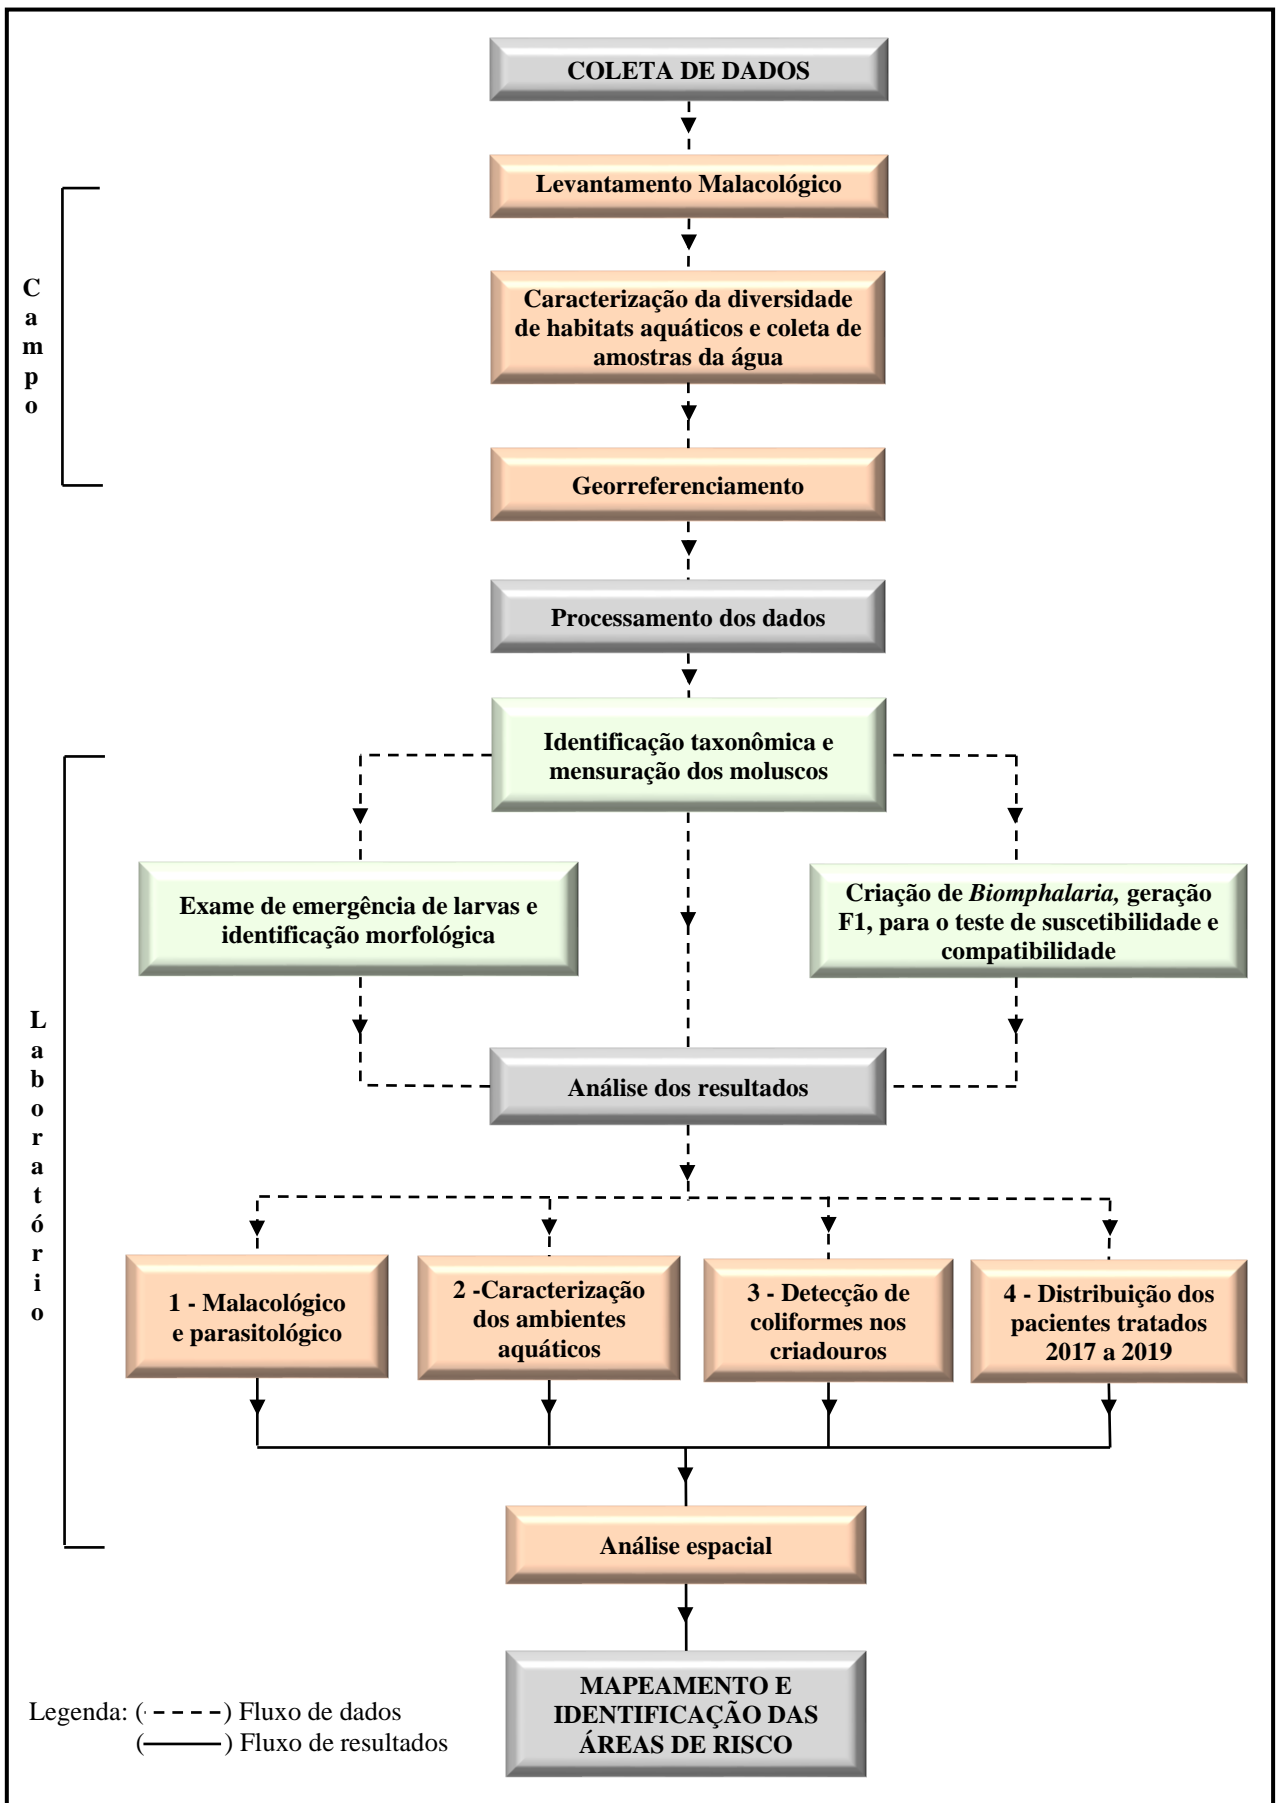 COLETA DE DADOS
Levantamento Malacológico
Campo
Caracterização da diversidade
de habitats aquáticos e coleta de
amostras da água
Georreferenciamento
Processamento dos dados
Identificação taxonômica e
mensuração dos moluscos
Exame de emergência de larvas e
identificação morfológica
Criação de Biomphalaria, geração
F1, para o teste de suscetibilidade e
compatibilidade
Laboratório
Análise dos resultados
1 - Malacológico
e parasitológico
2 -Caracterização
dos ambientes
aquáticos
3 - Detecção de
coliformes nos
criadouros
4 - Distribuição dos
pacientes tratados
2017 a 2019
Análise espacial
MAPEAMENTO E
IDENTIFICAÇÃO DAS
ÁREAS DE RISCO
Legenda: (- - - - -) Fluxo de dados
(———) Fluxo de resultados